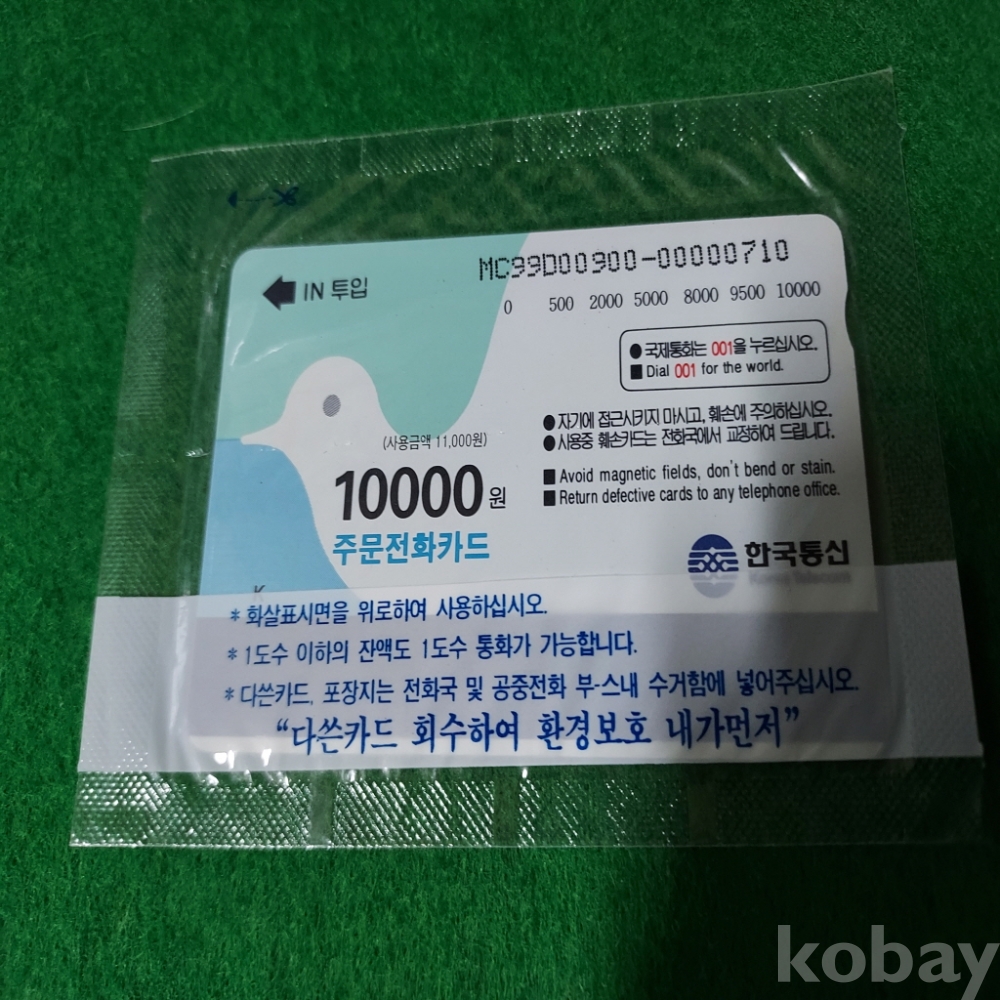 MC99D00900-00000710
IN 투입
0 500 2000 5000 8000 9500 10000
● 국제통화는 001을 누르십시오.
■ Dial 001 for the world.
● 자기에 접근시키지 마시고, 훼손에 주의하십시오.
● 사용중 훼손카드는 전화국에서 교정하여 드립니다.
(사용금액 11,000원)
10000원
■ Avoid magnetic fields, don't bend or stain.
■ Return defective cards to any telephone office.
주문전화카드
한국통신
Korea Telecom
K
* 화살표시면을 위로하여 사용하십시오.
* 1도수 이하의 잔액도 1도수 통화가 가능합니다.
* 다쓴카드, 포장지는 전화국 및 공중전화 부-스내 수거함에 넣어주십시오.
“다쓴카드 회수하여 환경보호 내가먼저”
kobay